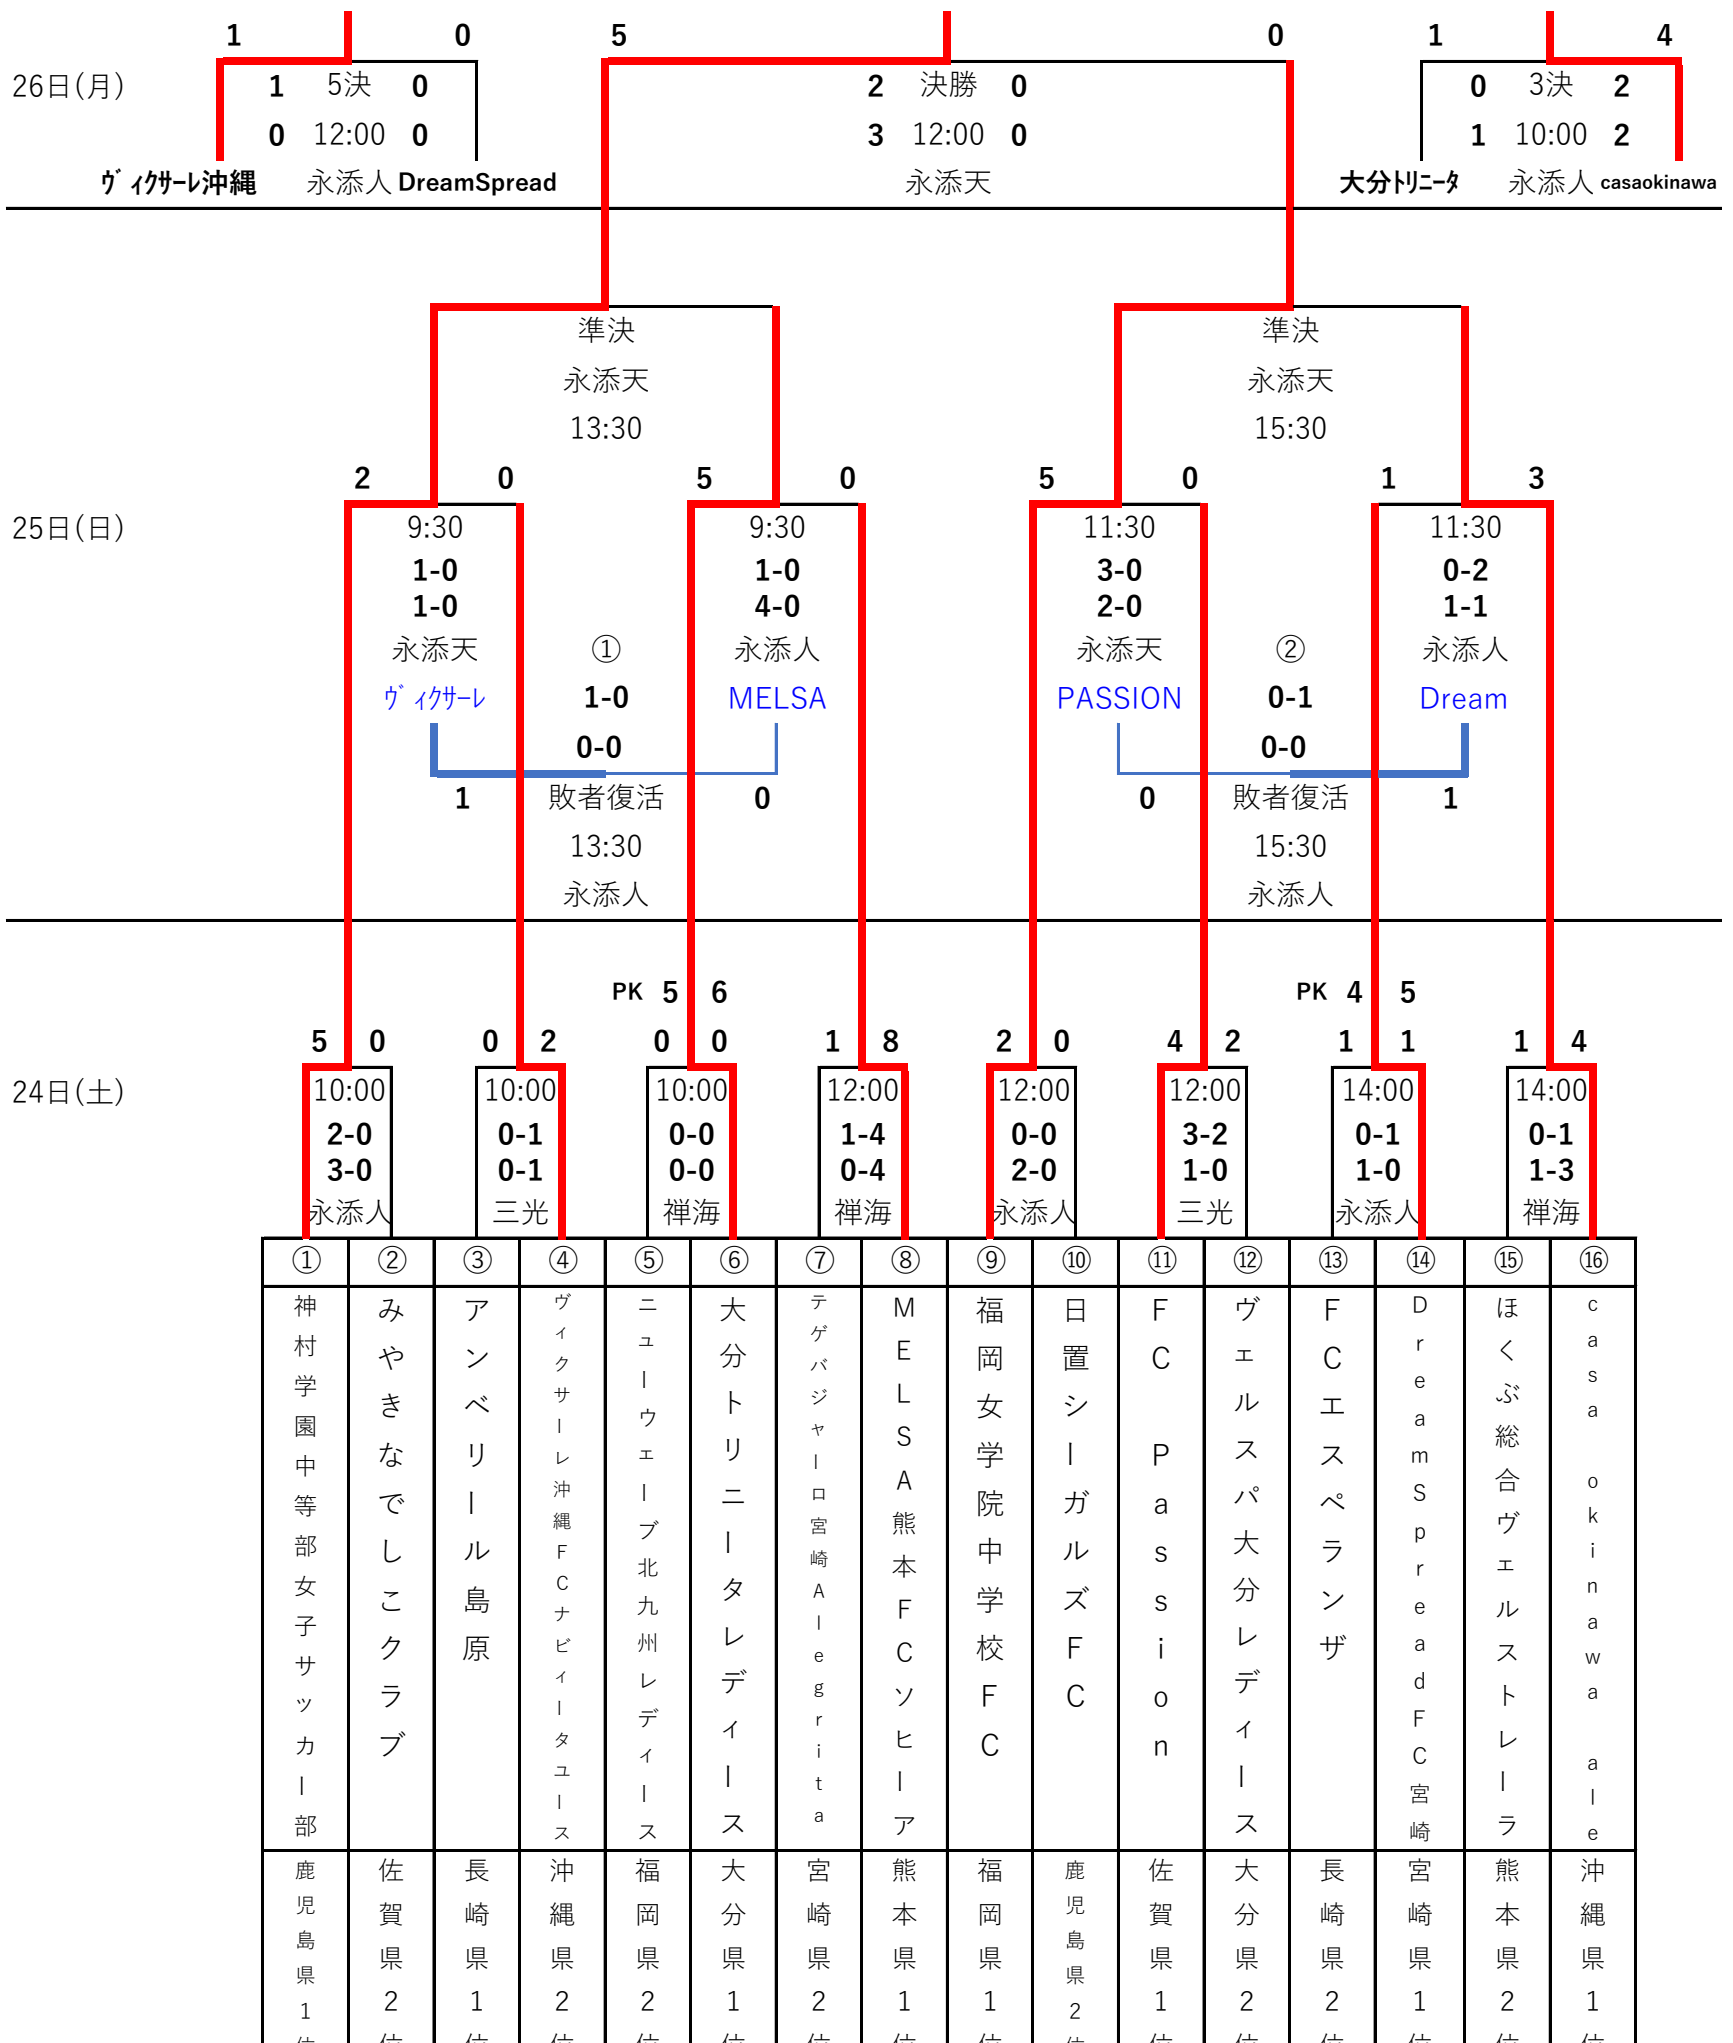 1 0 5 0 1 4
26日(月) 1 5決 0 2 決勝 0 0 3決 2
0 12:00 0 3 12:00 0 1 10:00 2
ヴィクサーレ沖縄 永添人 DreamSpread 永添天 大分トリニータ 永添人 casaokinawa
準決 準決
永添天 永添天
13:30 15:30
2 0 5 0 5 0 1 3
25日(日) 9:30 9:30 11:30 11:30
1-0 1-0 3-0 0-2
1-0 4-0 2-0 1-1
永添天 ① 永添人 永添天 ② 永添人
ヴィクサーレ 1-0 MELSA PASSION 0-1 Dream
0-0 0-0
1 敗者復活 0 0 敗者復活 1
13:30 15:30
永添人 永添人
PK 5 6 PK 4 5
5 0 0 2 0 0 1 8 2 0 4 2 1 1 1 4
24日(土) 10:00 10:00 10:00 12:00 12:00 12:00 14:00 14:00
2-0 0-1 0-0 1-4 0-0 3-2 0-1 0-1
3-0 0-1 0-0 0-4 2-0 1-0 1-0 1-3
永添人 三光 禅海 禅海 永添人 三光 永添人 禅海
① ② ③ ④ ⑤ ⑥ ⑦ ⑧ ⑨ ⑩ ⑪ ⑫ ⑬ ⑭ ⑮ ⑯
神村学園中等部女子サッカー部
みやきなでしこクラブ
アンベリール島原
ヴィクサーレ沖縄FCナビィータユース
ニューウェーブ北九州レディース
大分トリニータレディース
テゲバジャーロ宮崎Alegrita
MELSA熊本FCソヒーア
福岡女学院中学校FC
日置シーガルズFC
FC Passion
ヴェルスパ大分レディース
FCエスペランザ
DreamSpreadFC宮崎
ほくぶ総合ヴェルストレーラ
casa okinawa ale
鹿児島県1位
佐賀県2位
長崎県1位
沖縄県2位
福岡県2位
大分県1位
宮崎県2位
熊本県1位
福岡県1位
鹿児島県2位
佐賀県1位
大分県2位
長崎県2位
宮崎県1位
熊本県2位
沖縄県1位